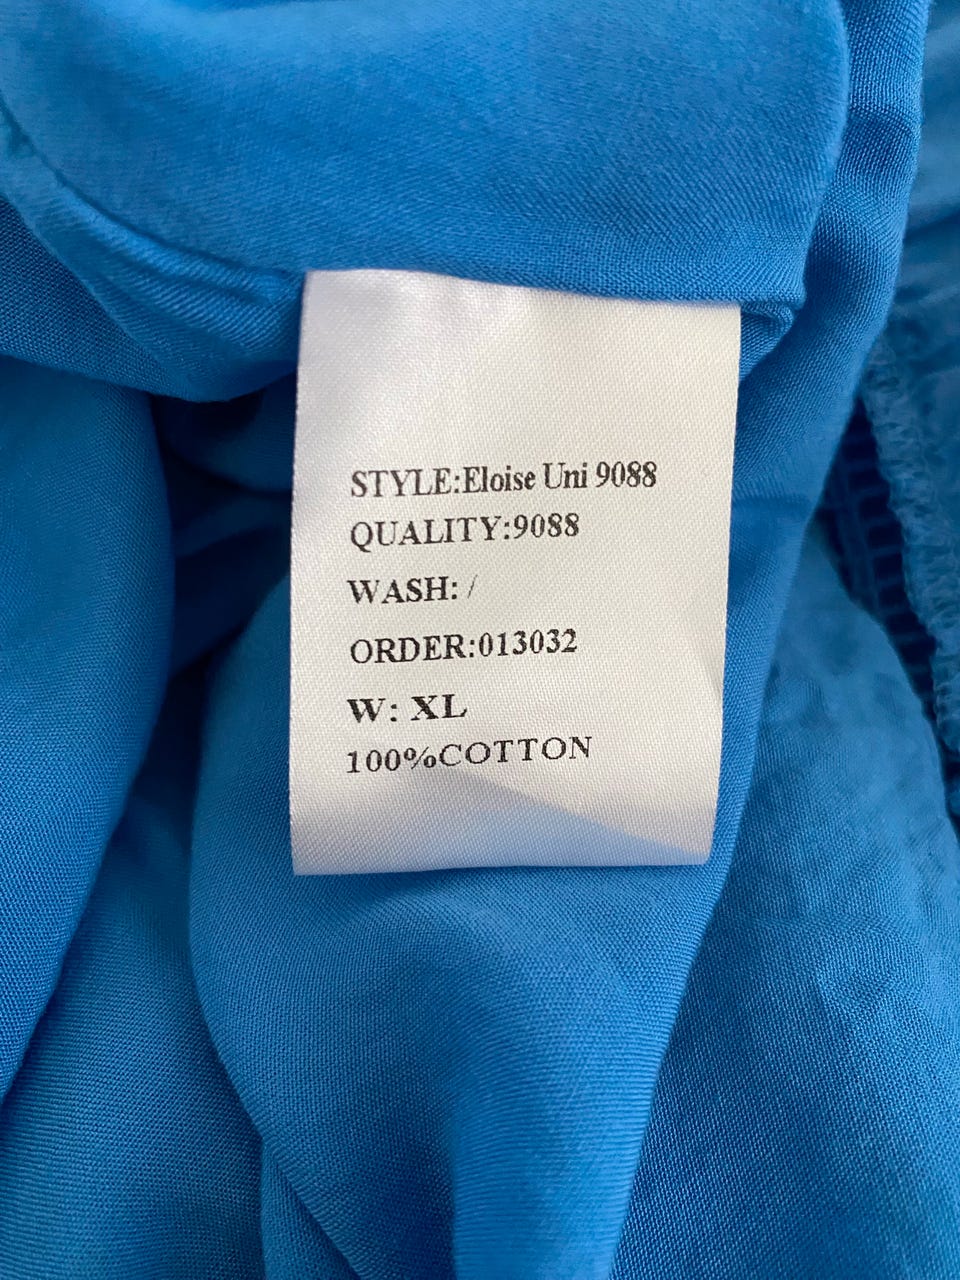 STYLE:Eloise Uni 9088
QUALITY:9088
WASH: /
ORDER:013032
W: XL
100%COTTON